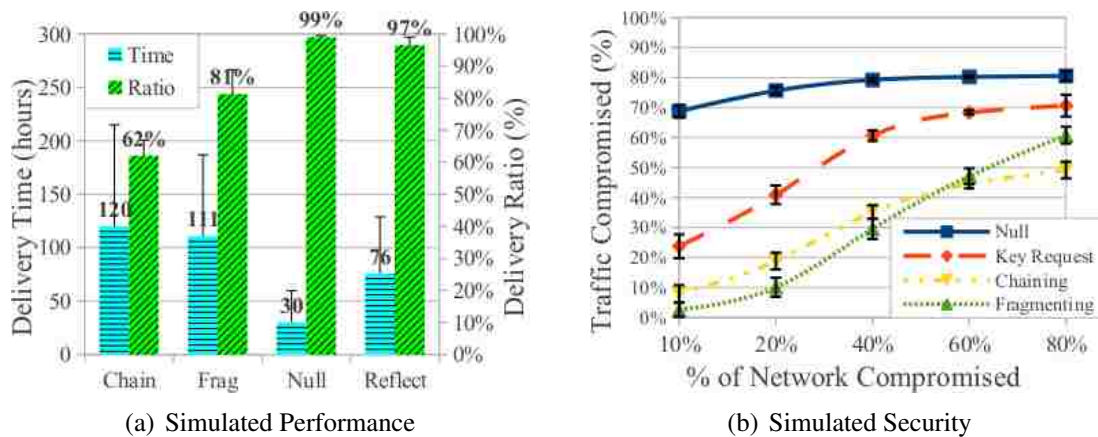 300
250
200
150
100
50
0
Delivery Time (hours)
Time
Ratio
120
62%
111
81%
30
99%
76
97%
100%
90%
80%
70%
60%
50%
40%
30%
20%
10%
0%
Delivery Ratio (%)
Chain Frag Null Reflect
(a) Simulated Performance
100%
90%
80%
70%
60%
50%
40%
30%
20%
10%
0%
Traffic Compromised (%)
Null
Key Request
Chaining
Fragmenting
10% 20% 40% 60% 80%
% of Network Compromised
(b) Simulated Security